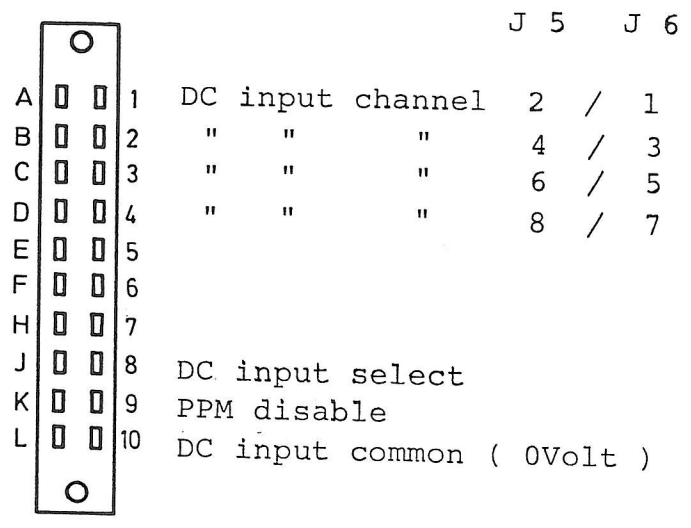 J 5 J 6
A 1 DC input channel 2 / 1
B 2 " " " 4 / 3
C 3 " " " 6 / 5
D 4 " " " 8 / 7
E 5
F 6
H 7
J 8 DC input select
K 9 PPM disable
L 10 DC input common ( 0Volt )